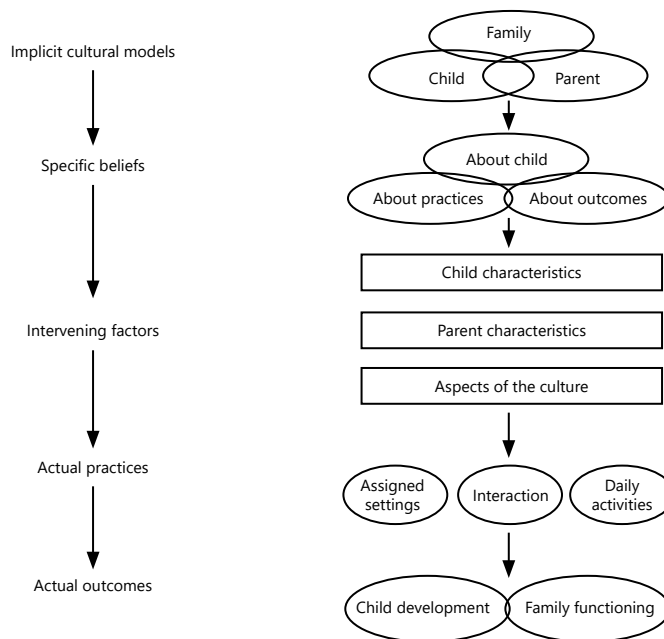 Implicit cultural models
Family
Child
Parent
Specific beliefs
About child
About practices
About outcomes
Child characteristics
Intervening factors
Parent characteristics
Aspects of the culture
Actual practices
Assigned
settings
Interaction
Daily
activities
Actual outcomes
Child development
Family functioning